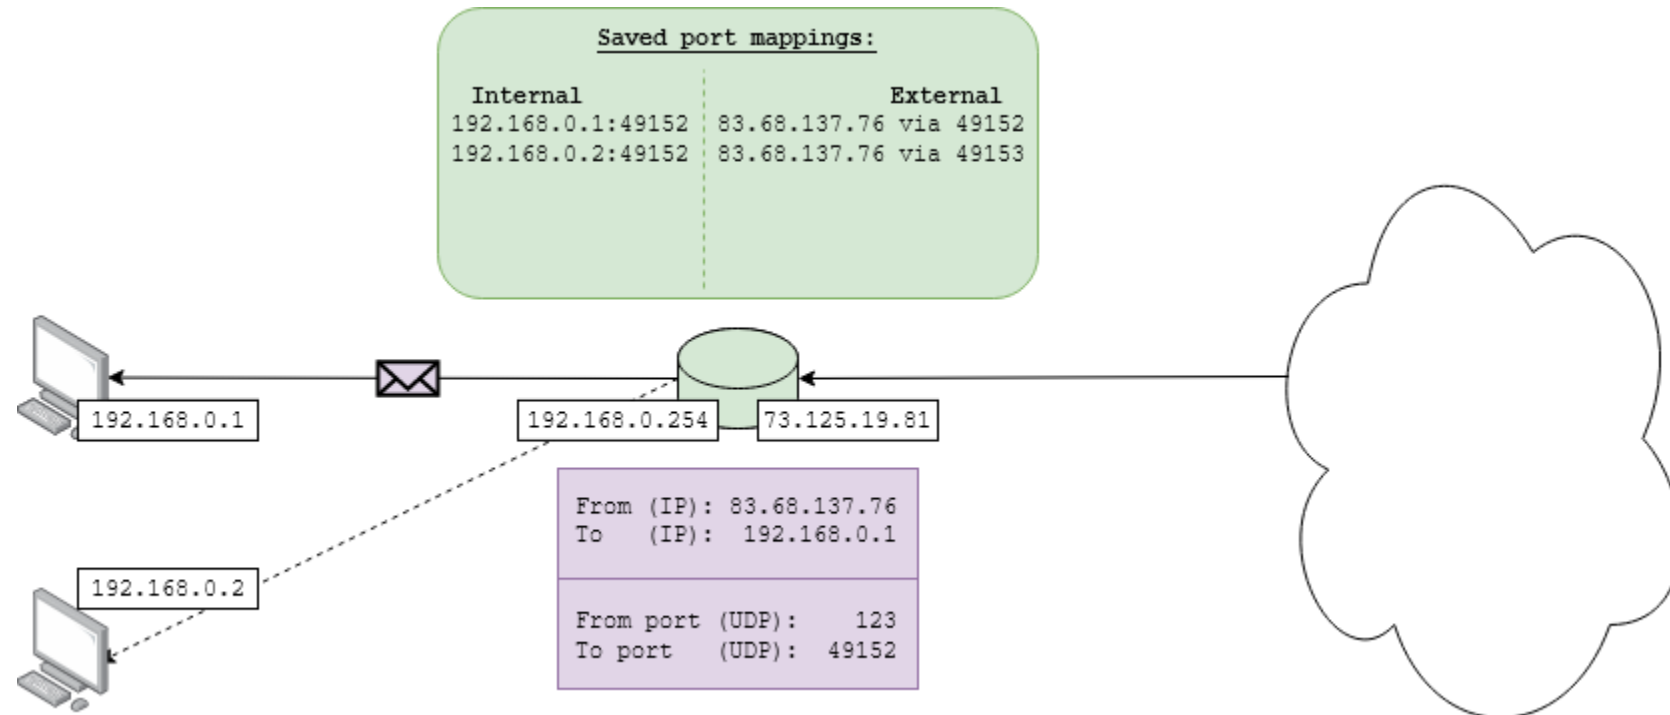 Saved port mappings:
Internal External
192.168.0.1:49152 83.68.137.76 via 49152
192.168.0.2:49152 83.68.137.76 via 49153
192.168.0.1
192.168.0.254
73.125.19.81
From (IP): 83.68.137.76
To (IP): 192.168.0.1
192.168.0.2
From port (UDP): 123
To port (UDP): 49152